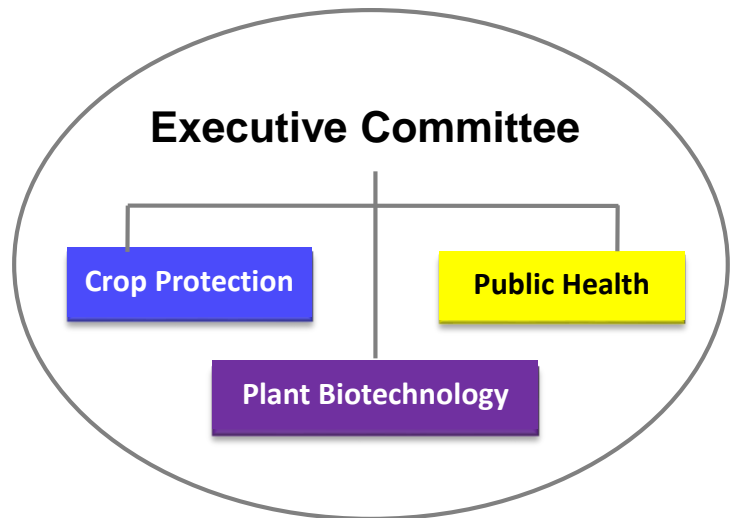 Executive Committee
Crop Protection
Public Health
Plant Biotechnology